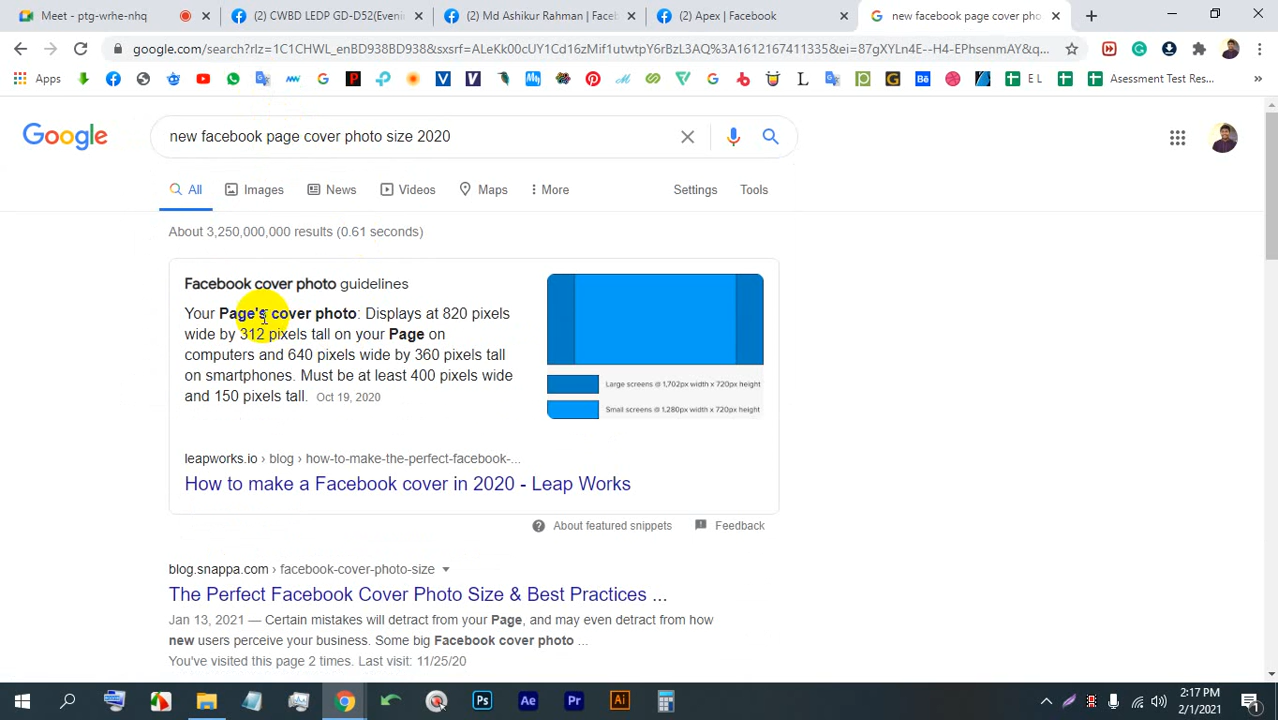 Meet - ptg-wrhe-nhq
(2) CWBD LEDP GD-D52(Eveni
(2) Md Ashikur Rahman | Facel
(2) Apex | Facebook
new facebook page cover pho
google.com/search?rlz=1C1CHWL_enBD938BD938&sxsrf=ALeKk00cUY1Cd16zMif1utwtpY6rBzL3AQ%3A1612167411335&ei=87gXYLn4E--H4-EPhsenmAY&q...
Apps
E L
Asessment Test Res...
Google
new facebook page cover photo size 2020
All
Images
News
Videos
Maps
More
Settings
Tools
About 3,250,000,000 results (0.61 seconds)
Facebook cover photo guidelines
Your Page's cover photo: Displays at 820 pixels
wide by 312 pixels tall on your Page on
computers and 640 pixels wide by 360 pixels tall
on smartphones. Must be at least 400 pixels wide
and 150 pixels tall. Oct 19, 2020
Large screens @ 1,702px width x 720px height
Small screens @ 1,280px width x 720px height
leapworks.io › blog › how-to-make-the-perfect-facebook-...
How to make a Facebook cover in 2020 - Leap Works
About featured snippets
Feedback
blog.snappa.com › facebook-cover-photo-size
The Perfect Facebook Cover Photo Size & Best Practices ...
Jan 13, 2021 — Certain mistakes will detract from your Page, and may even detract from how
new users perceive your business. Some big Facebook cover photo ...
You've visited this page 2 times. Last visit: 11/25/20
Ps
Ae
Pr
Ai
2:17 PM
2/1/2021